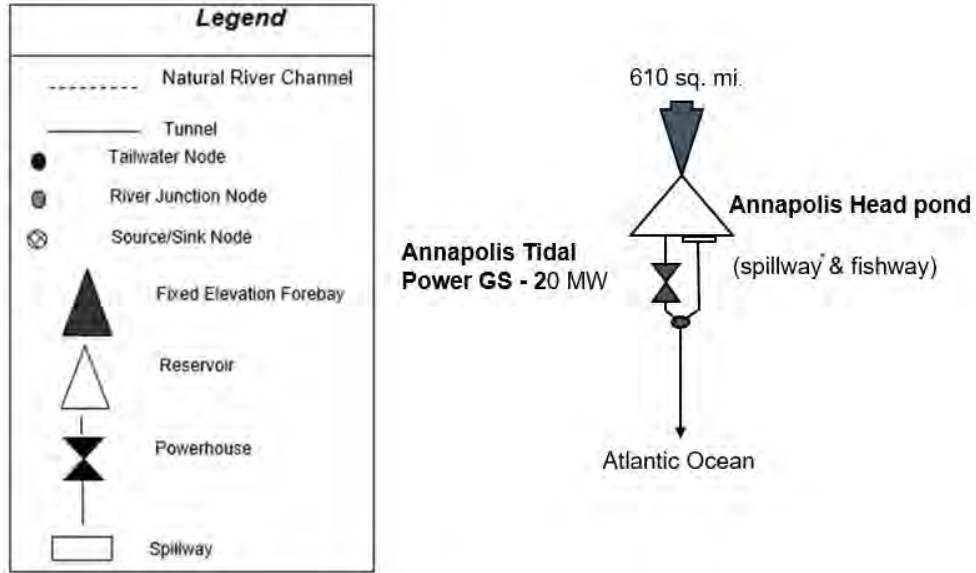 Legend
Natural River Channel
Tunnel
Tailwater Node
River Junction Node
Source/Sink Node
Fixed Elevation Forebay
Reservoir
Powerhouse
Spillway
610 sq. mi.
Annapolis Head pond
(spillway & fishway)
Annapolis Tidal
Power GS - 20 MW
Atlantic Ocean